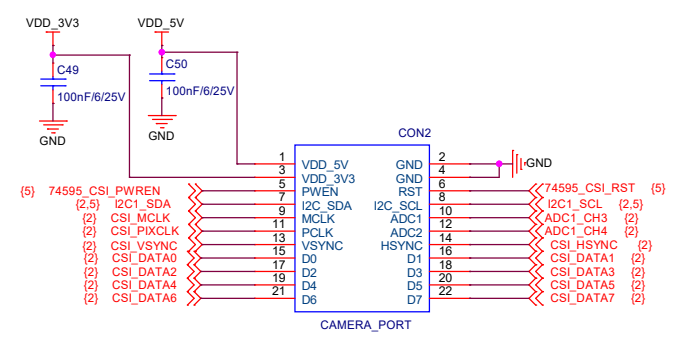 VDD_3V3 VDD_5V
C49 C50
100nF/6/25V 100nF/6/25V
GND GND
CON2
1 VDD_5V GND 2
3 VDD_3V3 GND 4 GND
{5} 74595_CSI_PWREN 5 PWEN RST 6 74595_CSI_RST {5}
{2,5} I2C1_SDA 7 I2C_SDA I2C_SCL 8 I2C1_SCL {2,5}
{2} CSI_MCLK 9 MCLK ADC1 10 ADC1_CH3 {2}
{2} CSI_PIXCLK 11 PCLK ADC2 12 ADC1_CH4 {2}
{2} CSI_VSYNC 13 VSYNC HSYNC 14 CSI_HSYNC {2}
{2} CSI_DATA0 15 D0 D1 16 CSI_DATA1 {2}
{2} CSI_DATA2 17 D2 D3 18 CSI_DATA3 {2}
{2} CSI_DATA4 19 D4 D5 20 CSI_DATA5 {2}
{2} CSI_DATA6 21 D6 D7 22 CSI_DATA7 {2}
CAMERA_PORT